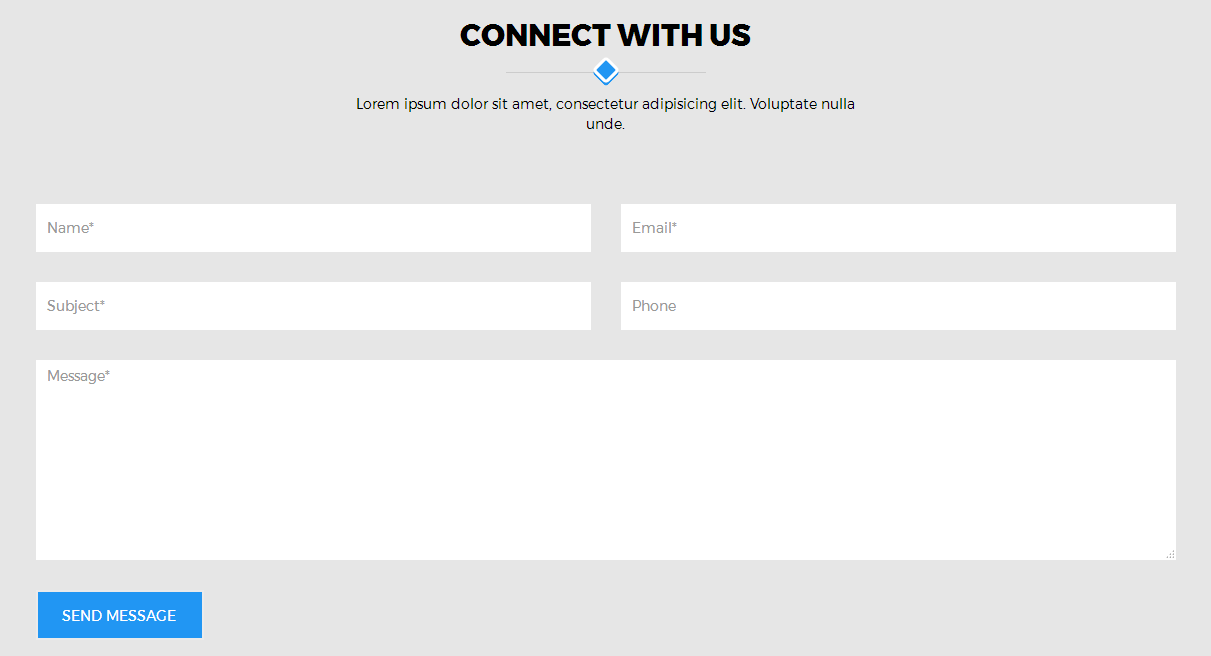 CONNECT WITH US
Lorem ipsum dolor sit amet, consectetur adipisicing elit. Voluptate nulla
unde.
Name*
Email*
Subject*
Phone
Message*
SEND MESSAGE